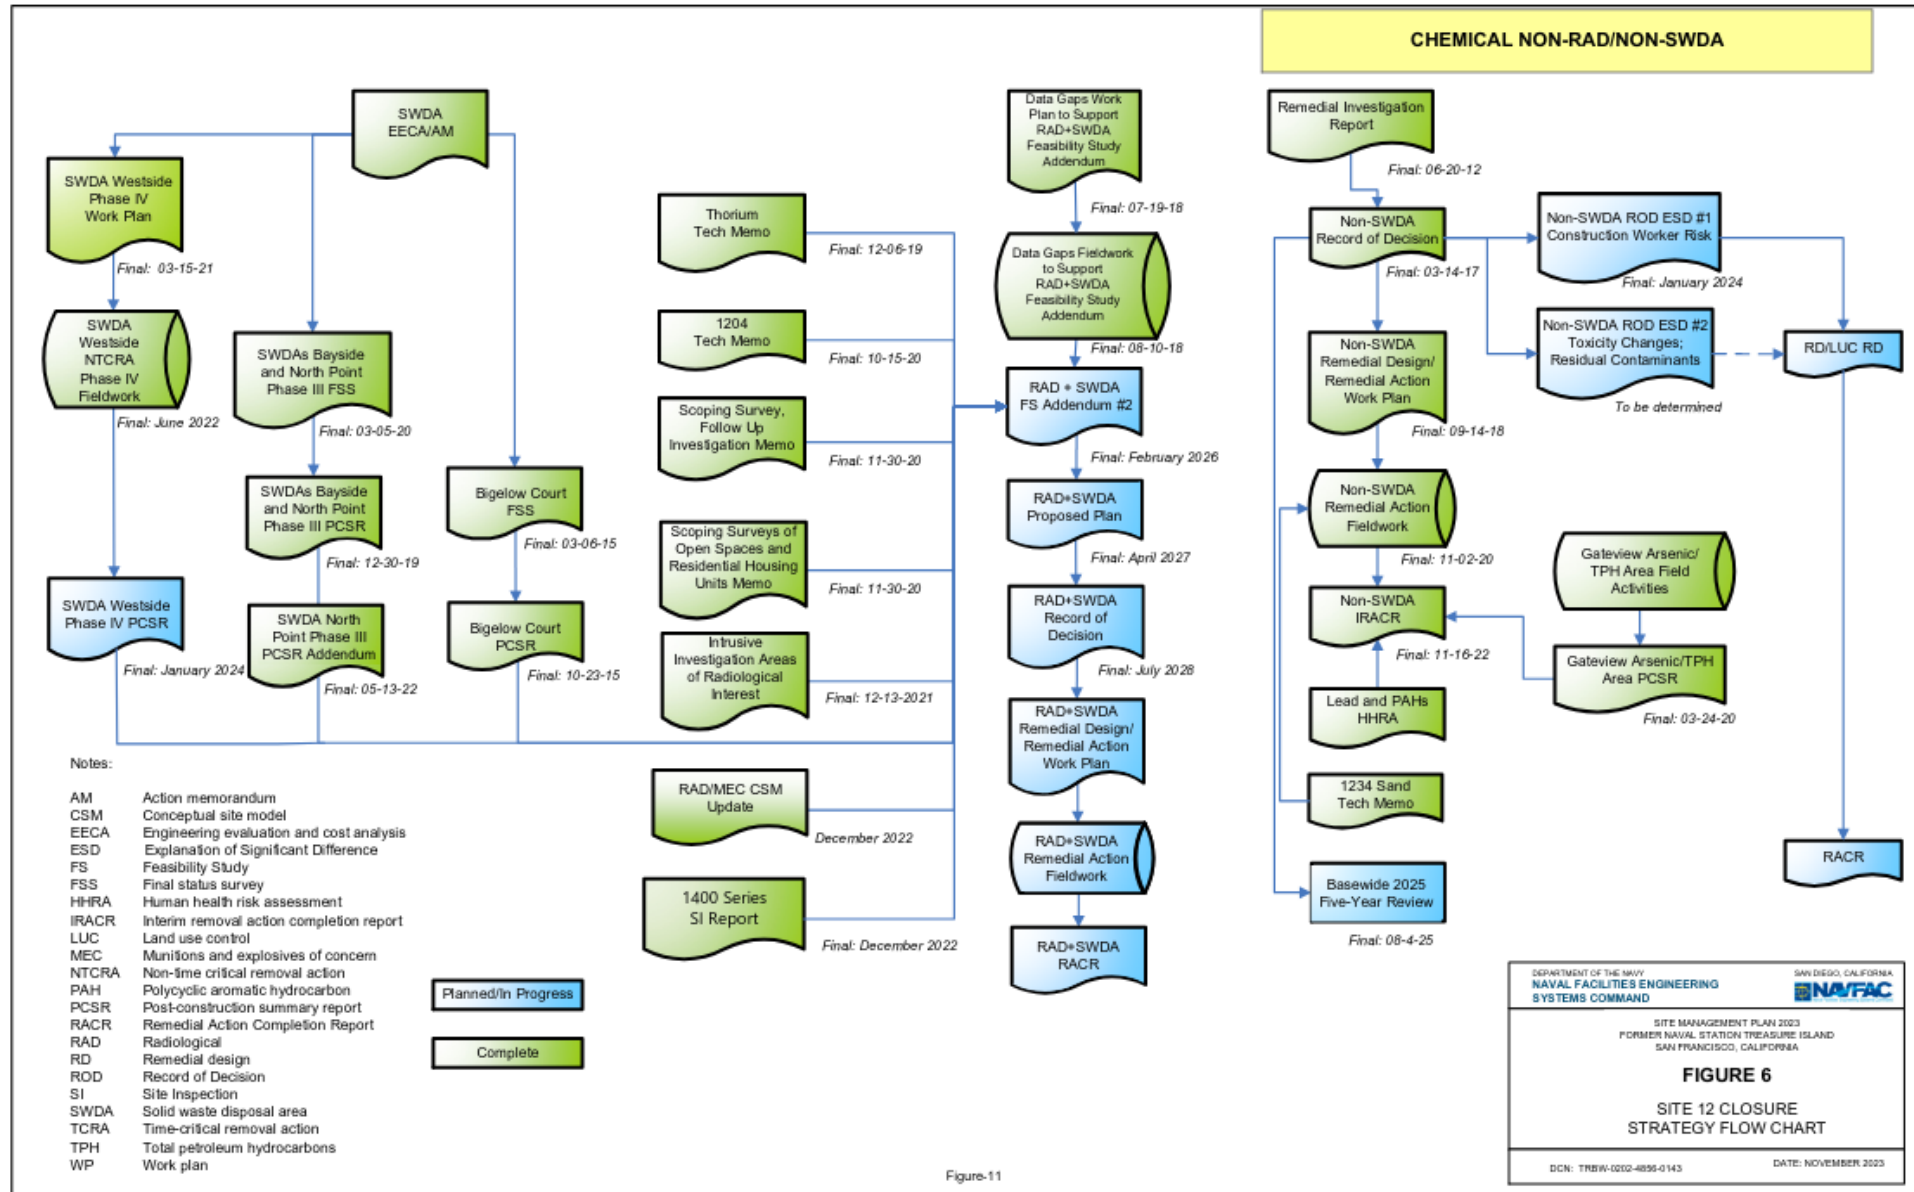 CHEMICAL NON-RAD/NON-SWDA
SWDA
EECA/AM
SWDA Westside
Phase IV
Work Plan
Final: 03-15-21
SWDA
Westside
NTCRA
Phase IV
Fieldwork
Final: June 2022
SWDA Westside
Phase IV PCSR
Final: January 2024
SWDAs Bayside
and North Point
Phase III FSS
Final: 03-05-20
SWDAs Bayside
and North Point
Phase III PCSR
Final: 12-30-19
SWDA North
Point Phase III
PCSR Addendum
Final: 05-13-22
Bigelow Court
FSS
Final: 03-06-15
Bigelow Court
PCSR
Final: 10-23-15
Thorium
Tech Memo
Final: 12-06-19
1204
Tech Memo
Final: 10-15-20
Scoping Survey,
Follow Up
Investigation Memo
Final: 11-30-20
Scoping Surveys of
Open Spaces and
Residential Housing
Units Memo
Final: 11-30-20
Intrusive
Investigation Areas
of Radiological
Interest
Final: 12-13-2021
RAD/MEC CSM
Update
December 2022
1400 Series
SI Report
Final: December 2022
Data Gaps Work
Plan to Support
RAD+SWDA
Feasibility Study
Addendum
Final: 07-19-18
Data Gaps Fieldwork
to Support
RAD+SWDA
Feasibility Study
Addendum
Final: 08-10-18
RAD + SWDA
FS Addendum #2
Final: February 2026
RAD+SWDA
Proposed Plan
Final: April 2027
RAD+SWDA
Record of
Decision
Final: July 2028
RAD+SWDA
Remedial Design/
Remedial Action
Work Plan
RAD+SWDA
Remedial Action
Fieldwork
RAD+SWDA
RACR
Remedial Investigation
Report
Final: 06-20-12
Non-SWDA
Record of Decision
Final: 03-14-17
Non-SWDA
Remedial Design/
Remedial Action
Work Plan
Final: 09-14-18
Non-SWDA
Remedial Action
Fieldwork
Final: 11-02-20
Non-SWDA
IRACR
Final: 11-16-22
Lead and PAHs
HHRA
1234 Sand
Tech Memo
Basewide 2025
Five-Year Review
Final: 08-4-25
Non-SWDA ROD ESD #1
Construction Worker Risk
Final: January 2024
Non-SWDA ROD ESD #2
Toxicity Changes;
Residual Contaminants
To be determined
Gateview Arsenic/
TPH Area Field
Activities
Gateview Arsenic/TPH
Area PCSR
Final: 03-24-20
RD/LUC RD
RACR
Notes:
AM Action memorandum
CSM Conceptual site model
EECA Engineering evaluation and cost analysis
ESD Explanation of Significant Difference
FS Feasibility Study
FSS Final status survey
HHRA Human health risk assessment
IRACR Interim removal action completion report
LUC Land use control
MEC Munitions and explosives of concern
NTCRA Non-time critical removal action
PAH Polycyclic aromatic hydrocarbon
PCSR Post-construction summary report
RACR Remedial Action Completion Report
RAD Radiological
RD Remedial design
ROD Record of Decision
SI Site Inspection
SWDA Solid waste disposal area
TCRA Time-critical removal action
TPH Total petroleum hydrocarbons
WP Work plan
Planned/In Progress
Complete
Figure-11
DEPARTMENT OF THE NAVY
NAVAL FACILITIES ENGINEERING
SYSTEMS COMMAND
SAN DIEGO, CALIFORNIA
NAVFAC
SITE MANAGEMENT PLAN 2023
FORMER NAVAL STATION TREASURE ISLAND
SAN FRANCISCO, CALIFORNIA
FIGURE 6
SITE 12 CLOSURE
STRATEGY FLOW CHART
DCN: TRBW-0202-4856-0143
DATE: NOVEMBER 2023